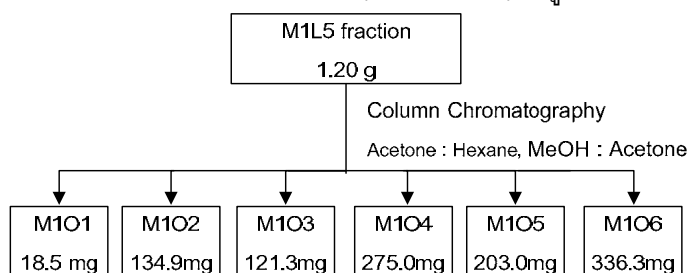 M1L5 fraction
1.20 g
Column Chromatography
Acetone : Hexane, MeOH : Acetone
M1O1 M1O2 M1O3 M1O4 M1O5 M1O6
18.5 mg 134.9mg 121.3mg 275.0mg 203.0mg 336.3mg